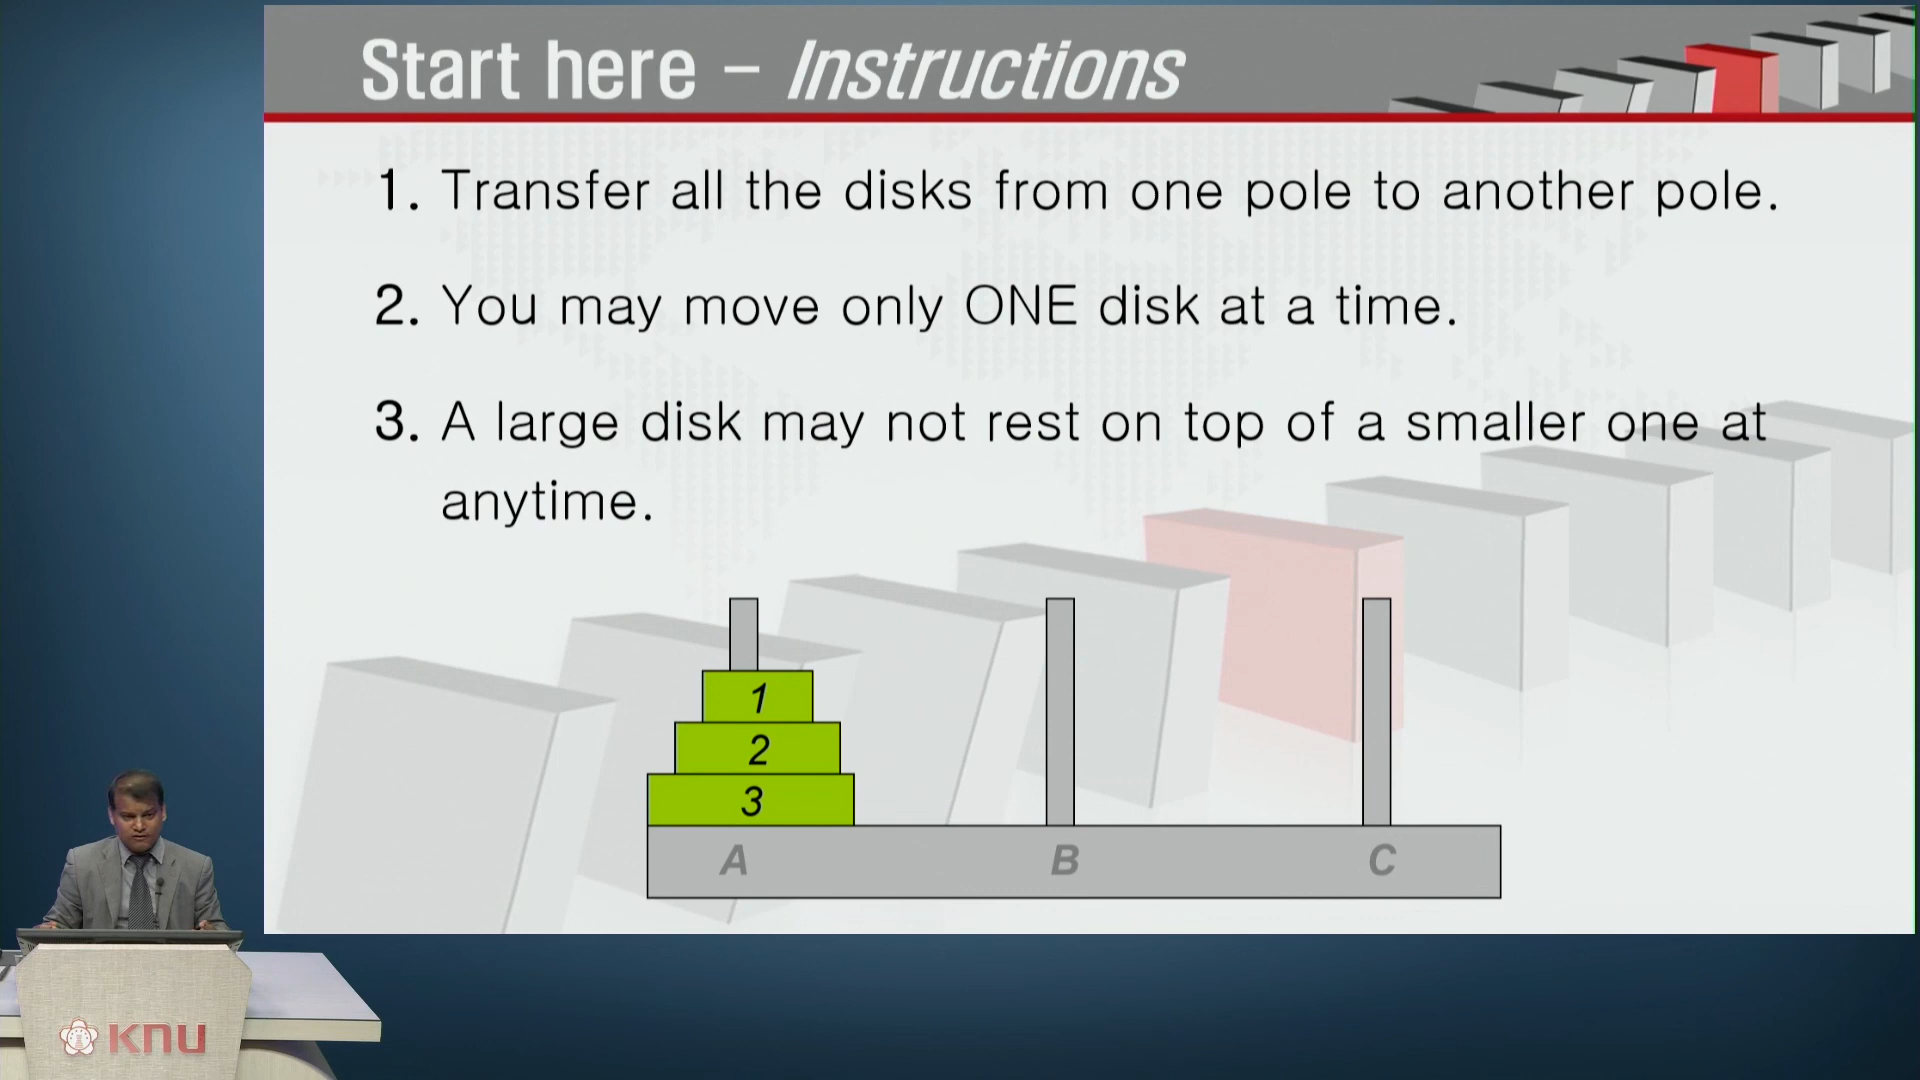 Start here – Instructions
1. Transfer all the disks from one pole to another pole.
2. You may move only ONE disk at a time.
3. A large disk may not rest on top of a smaller one at
anytime.
1
2
3
A B C
KNU